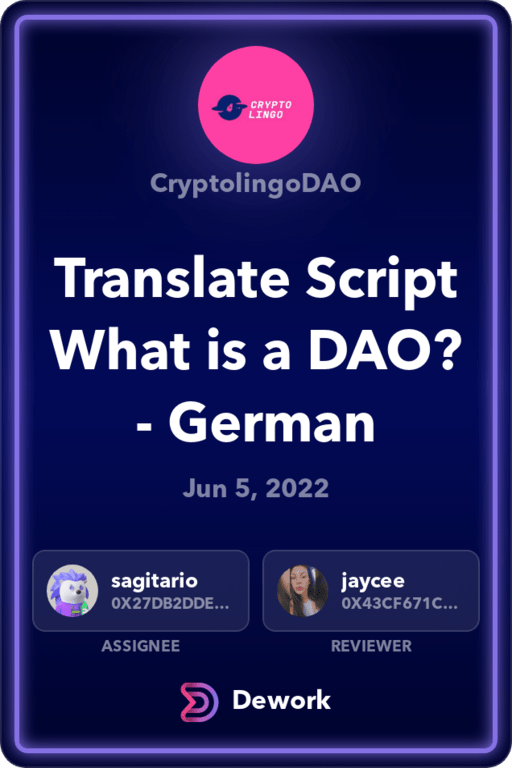 CRYPTO
LINGO
CryptolingoDAO
Translate Script
What is a DAO?
- German
Jun 5, 2022
sagitario
0X27DB2DDE...
ASSIGNEE
jaycee
0X43CF671C...
REVIEWER
Dework